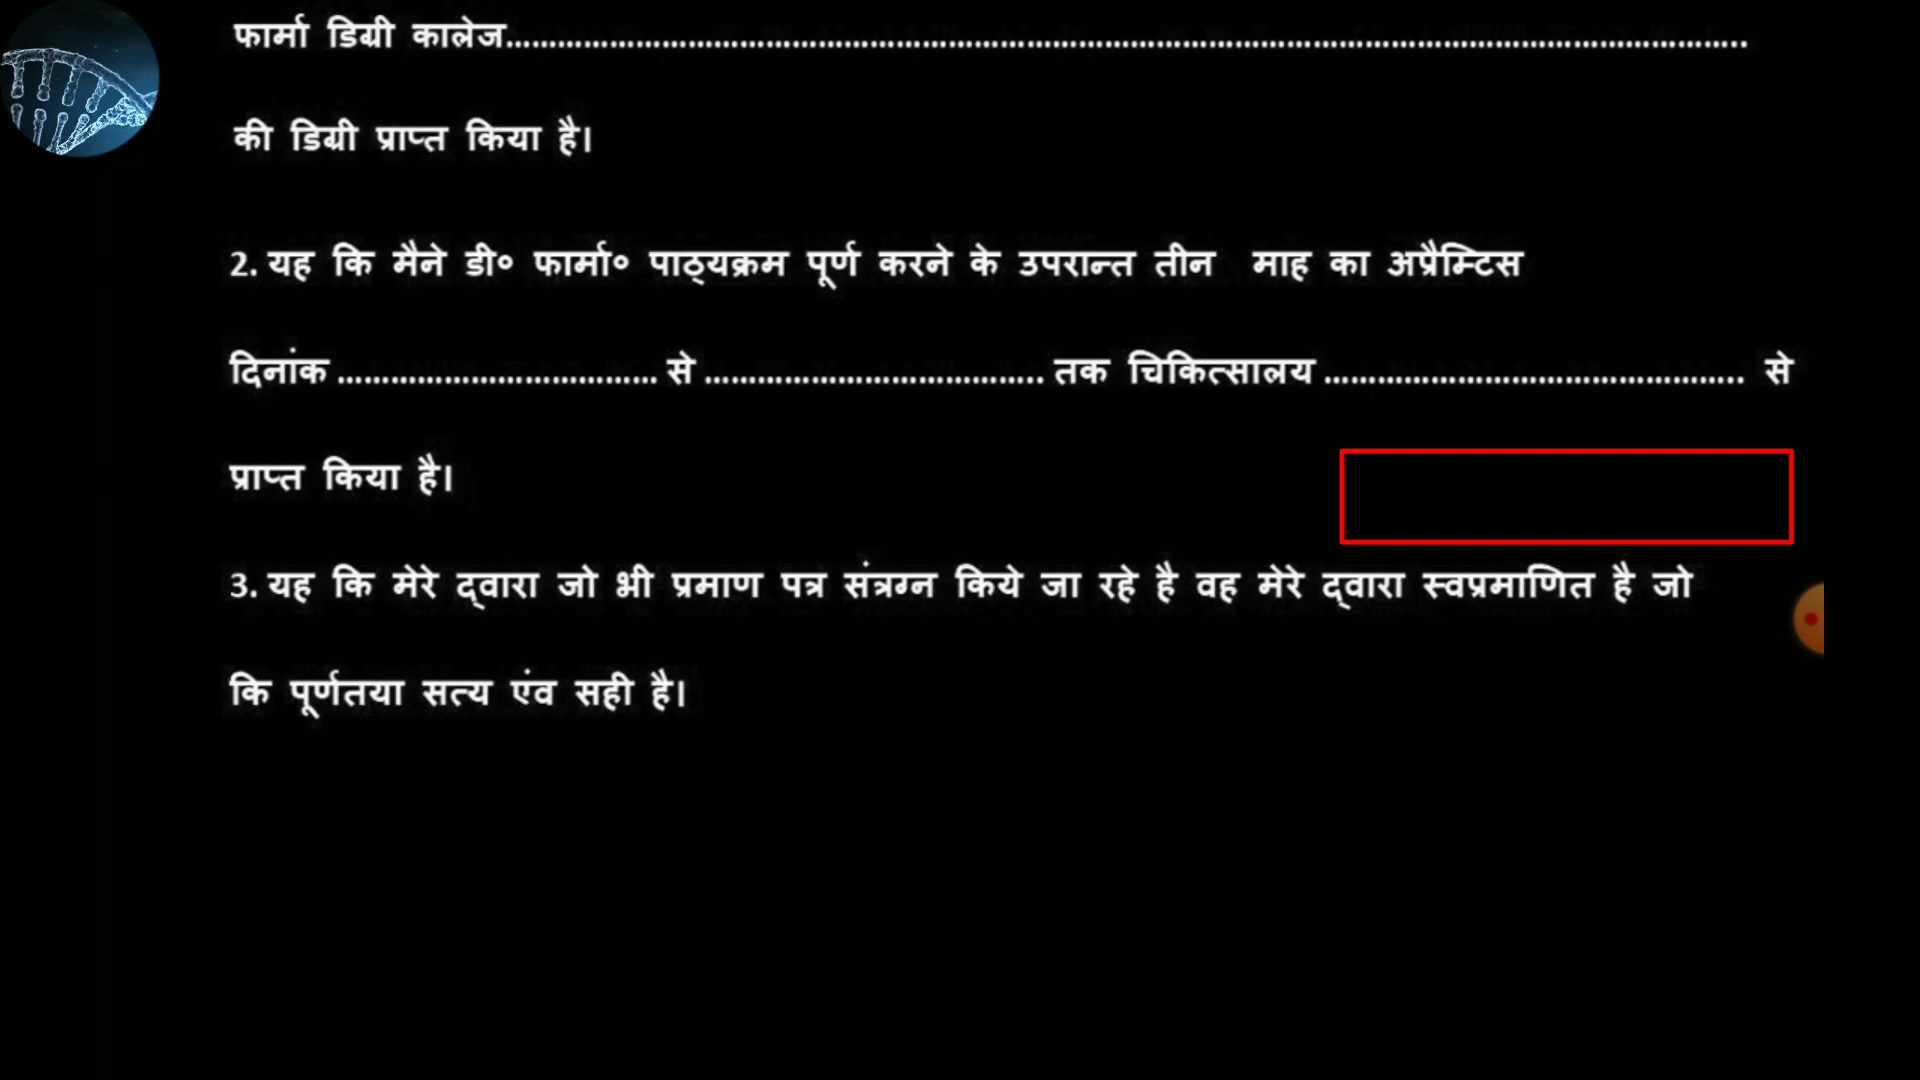 फार्मा डिग्री कालेज................................................................................................................................................
की डिग्री प्राप्त किया है।
2. यह कि मैने डी० फार्मा० पाठ्यक्रम पूर्ण करने के उपरान्त तीन माह का अप्रैम्टिस
दिनांक ..................................... से ....................................... तक चिकित्सालय ................................................ से
प्राप्त किया है।
3. यह कि मेरे द्वारा जो भी प्रमाण पत्र संत्रग्न किये जा रहे है वह मेरे द्वारा स्वप्रमाणित है जो
कि पूर्णतया सत्य एंव सही है।